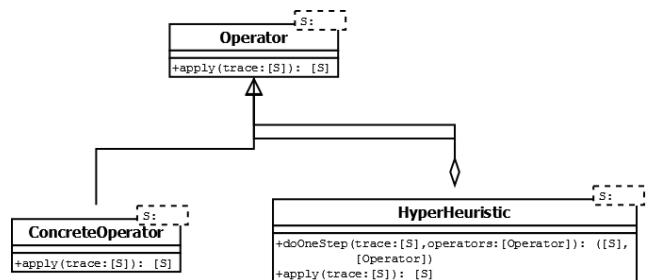 S:
Operator
+apply(trace:[S]): [S]
S:
ConcreteOperator
+apply(trace:[S]): [S]
S:
HyperHeuristic
+doOneStep(trace:[S],operators:[Operator]): ([S],
[Operator])
+apply(trace:[S]): [S]